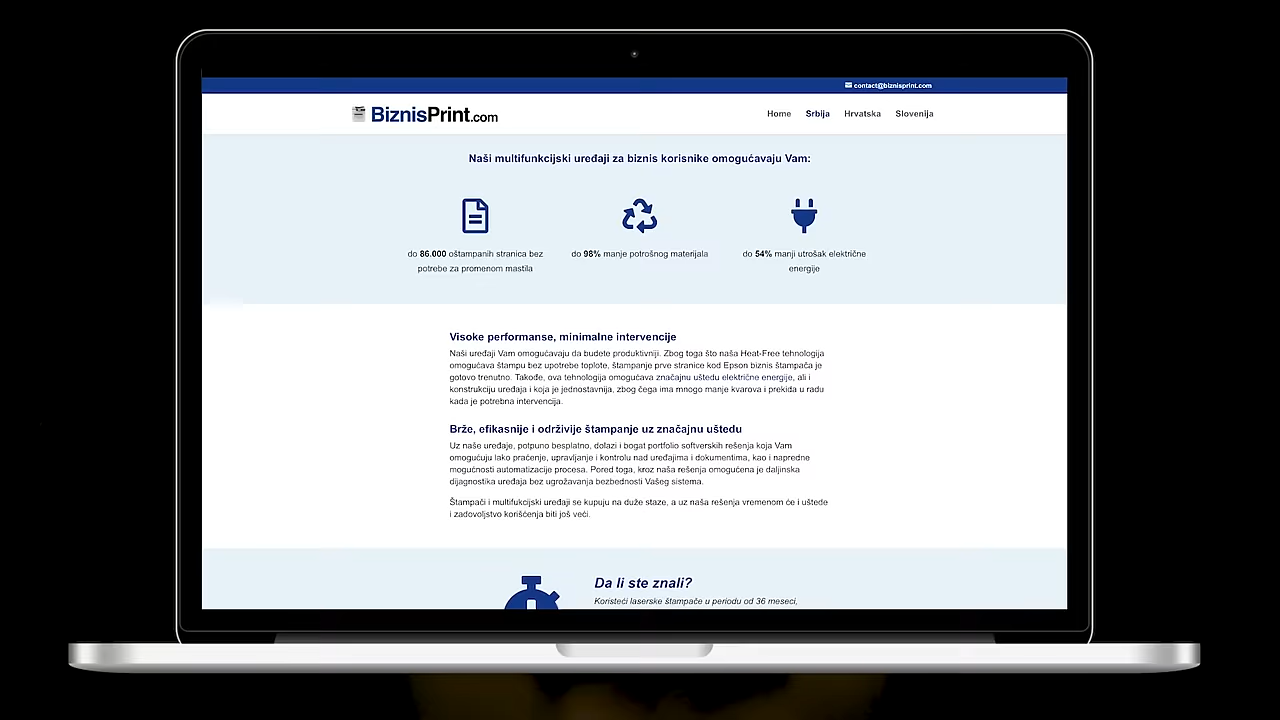 contact@biznisprint.com
BiznisPrint.com
Home Srbija Hrvatska Slovenija
Naši multifunkcijski uređaji za biznis korisnike omogućavaju Vam:
do 86.000 oštampanih stranica bez
potrebe za promenom mastila
do 98% manje potrošnog materijala
do 54% manji utrošak električne
energije
Visoke performanse, minimalne intervencije
Naši uređaji Vam omogućavaju da budete produktivniji. Zbog toga što naša Heat-Free tehnologija
omogućava štampu bez upotrebe toplote, štampanje prve stranice kod Epson biznis štampača je
gotovo trenutno. Takođe, ova tehnologija omogućava značajnu uštedu električne energije, ali i
konstrukciju uređaja i koja je jednostavnija, zbog čega ima mnogo manje kvarova i prekida u radu
kada je potrebna intervencija.
Brže, efikasnije i održivije štampanje uz značajnu uštedu
Uz naše uređaje, potpuno besplatno, dolazi i bogat portfolio softverskih rešenja koja Vam
omogućuju lako praćenje, upravljanje i kontrolu nad uređajima i dokumentima, kao i napredne
mogućnosti automatizacije procesa. Pored toga, kroz naša rešenja omogućena je daljinska
dijagnostika uređaja bez ugrožavanja bezbednosti Vašeg sistema.
Štampači i multifukcijski uređaji se kupuju na duže staze, a uz naša rešenja vremenom će i uštede
i zadovoljstvo korišćenja biti još veći.
Da li ste znali?
Koristeći laserske štampače u periodu od 36 meseci,